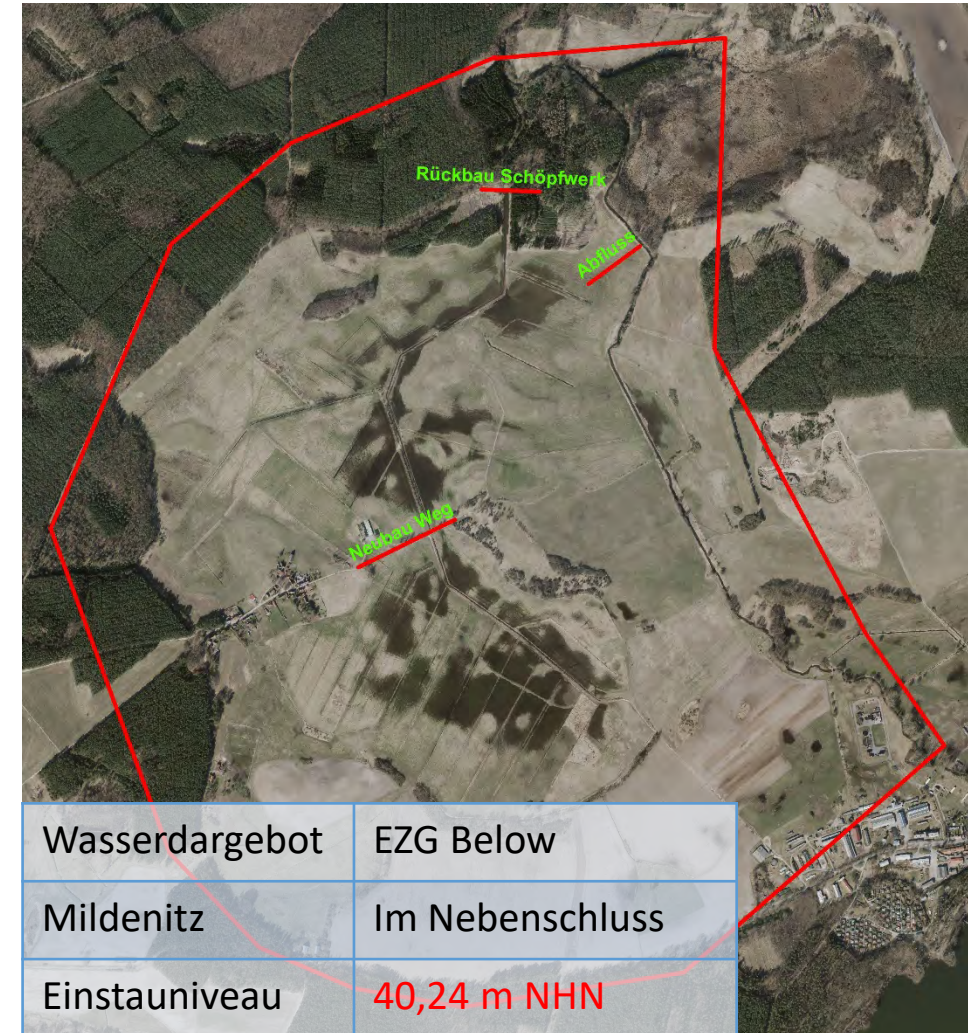 Rückbau Schöpfwerk
Abfluss
Neubau Weg
Wasserdargebot EZG Below
Mildenitz Im Nebenschluss
Einstauniveau 40,24 m NHN